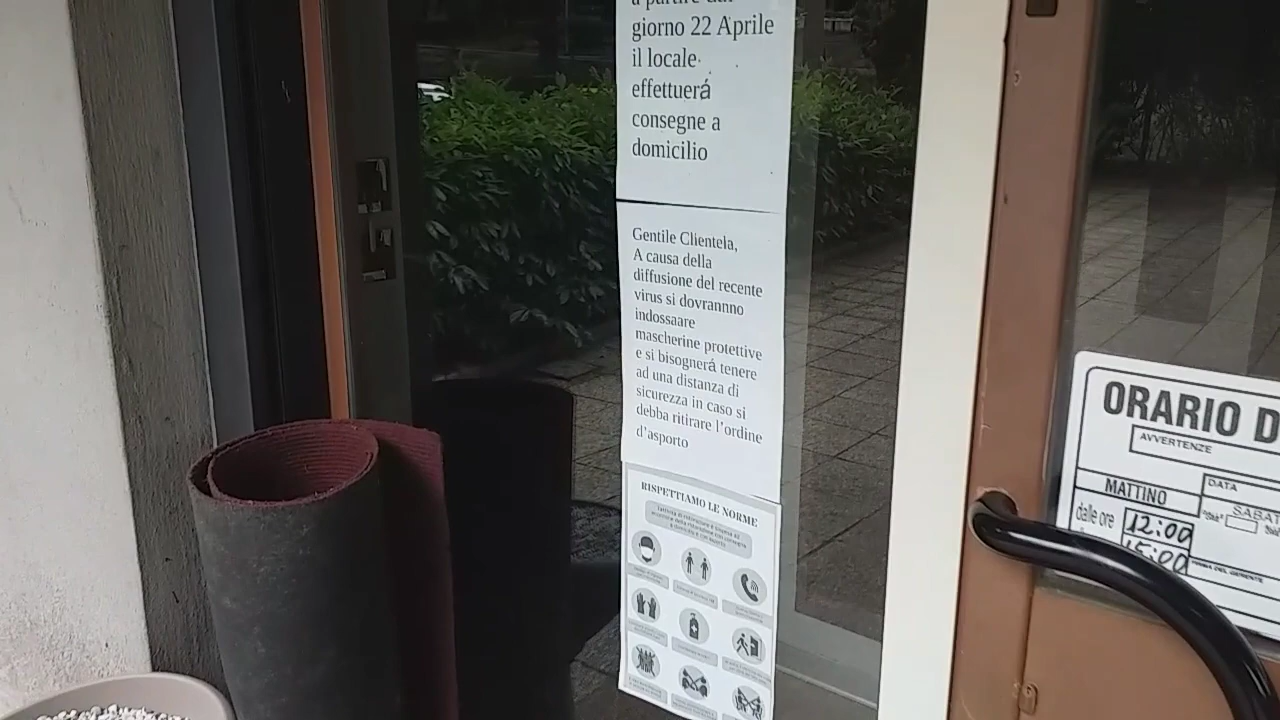 giorno 22 Aprile
il locale
effettuerá
consegne a
domicilio
Gentile Clientela,
A causa della
diffusione del recente
virus si dovrannno
indossaare
mascherine protettive
e si bisognerá tenere
ad una distanza di
sicurezza in caso si
debba ritirare l'ordine
d'asporto
RISPETTIAMO LE NORME
ORARIO D
AVVERTENZE
MATTINO
DATA
SABAT
dalle ore
12:00
15:00